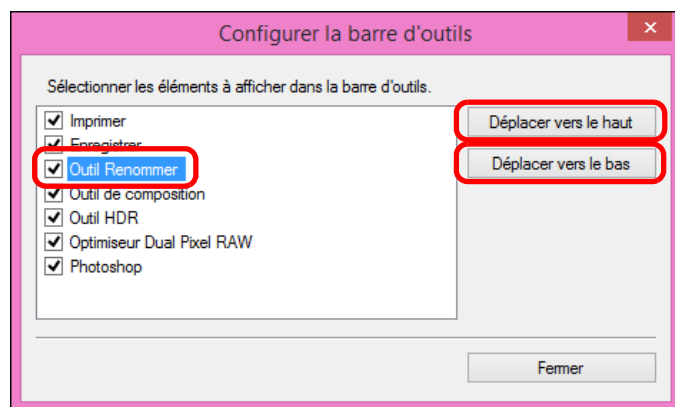 Configurer la barre d'outils
Sélectionner les éléments à afficher dans la barre d'outils.
Imprimer
Enregistrer
Outil Renommer
Outil de composition
Outil HDR
Optimiseur Dual Pixel RAW
Photoshop
Déplacer vers le haut
Déplacer vers le bas
Fermer